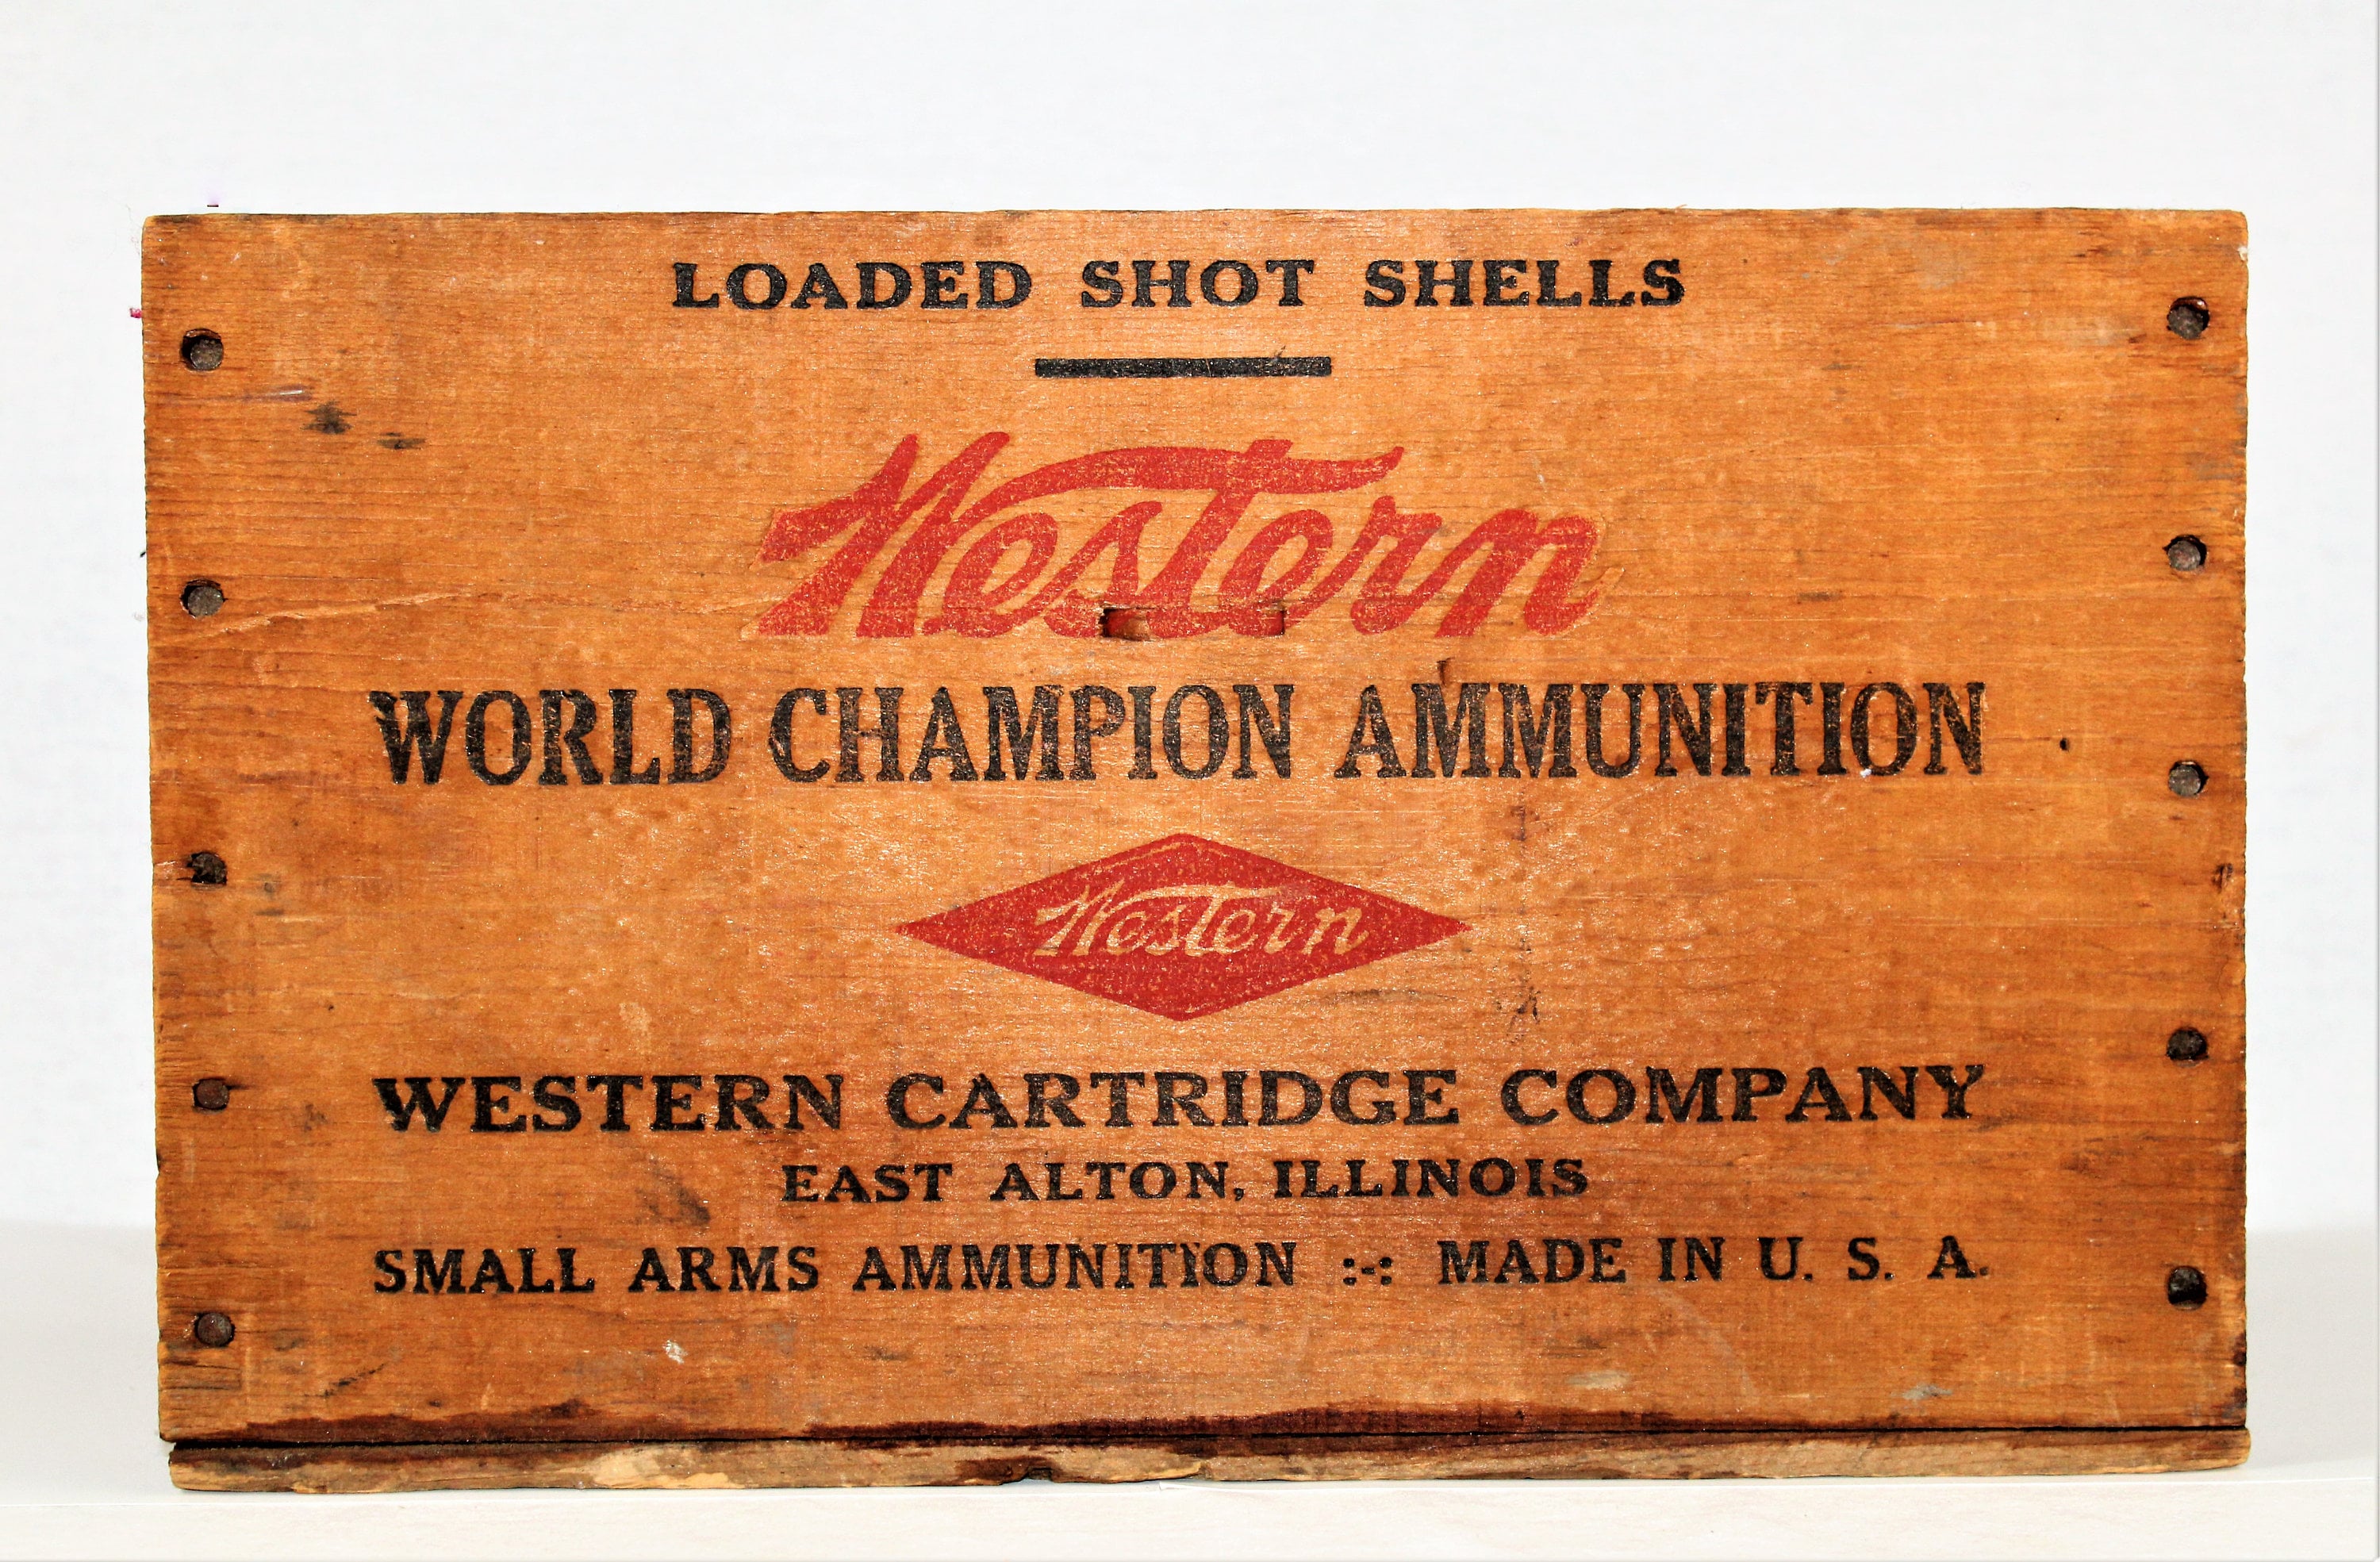 LOADED SHOT SHELLS
Western
WORLD CHAMPION AMMUNITION
Western
WESTERN CARTRIDGE COMPANY
EAST ALTON, ILLINOIS
SMALL ARMS AMMUNITION :-: MADE IN U. S. A.